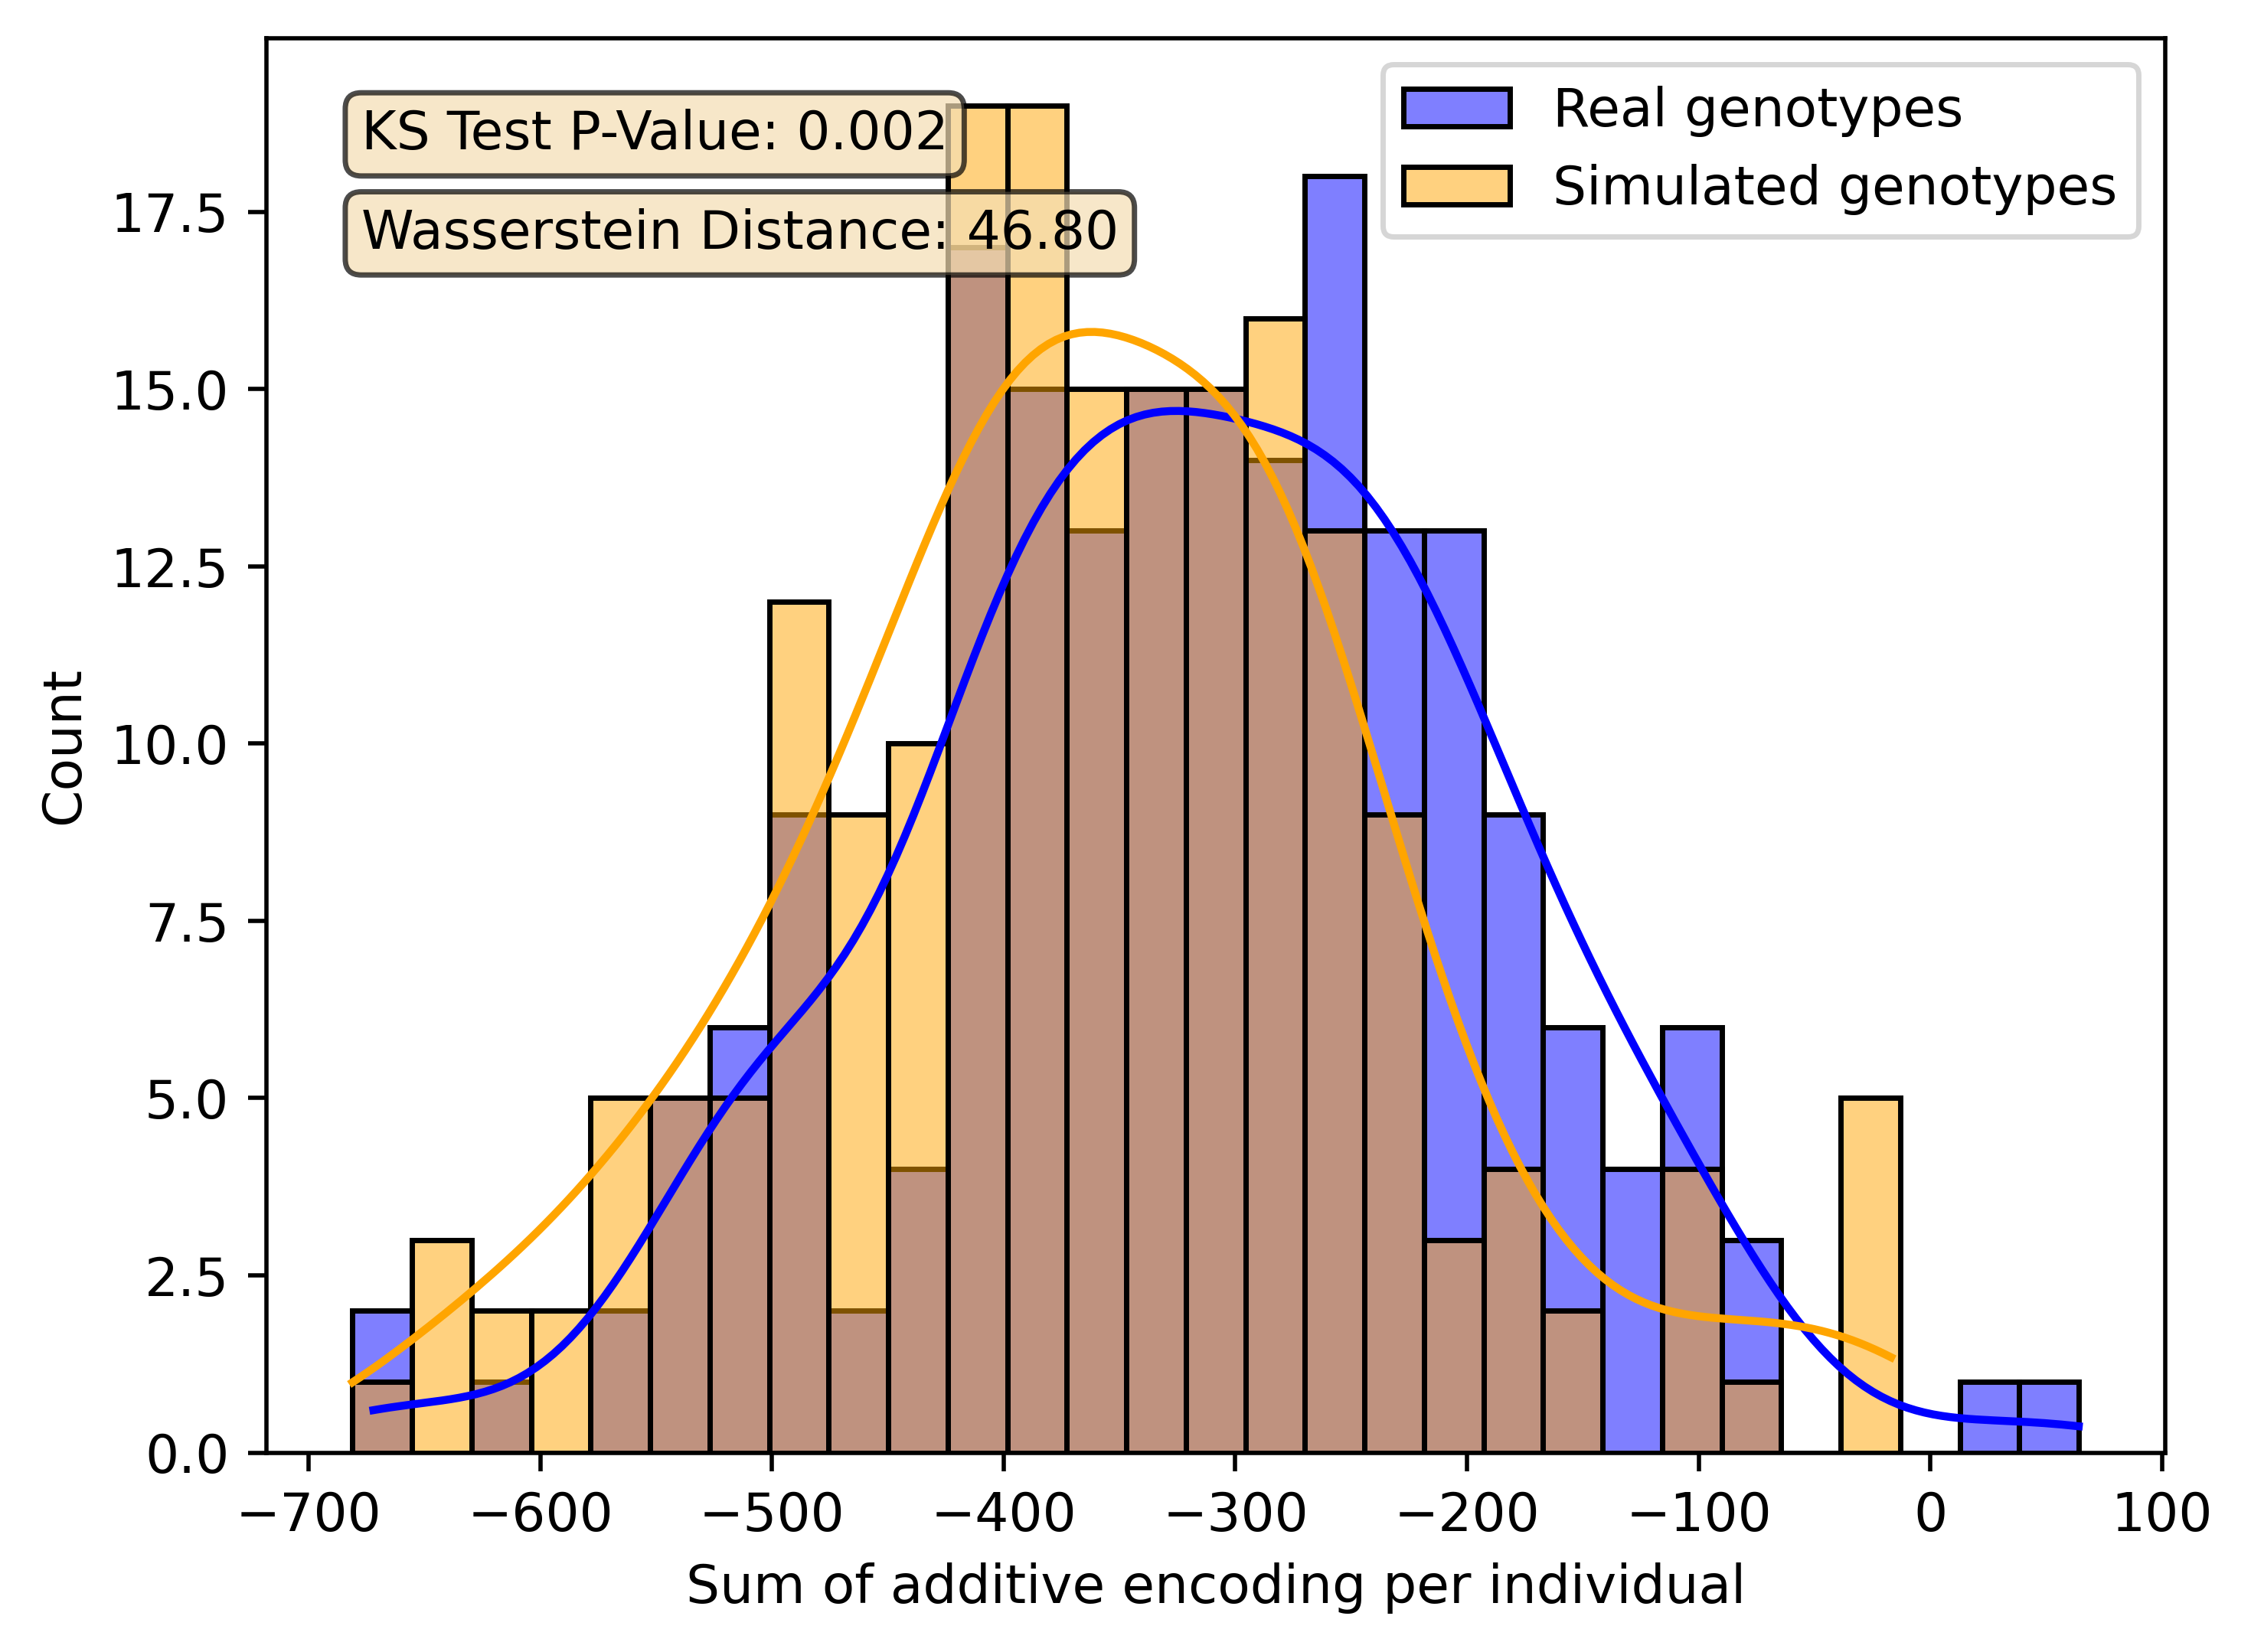 KS Test P-Value: 0.002
Wasserstein Distance: 46.80
Real genotypes
Simulated genotypes
Count
17.5
15.0
12.5
10.0
7.5
5.0
2.5
0.0
−700 −600 −500 −400 −300 −200 −100 0 100
Sum of additive encoding per individual